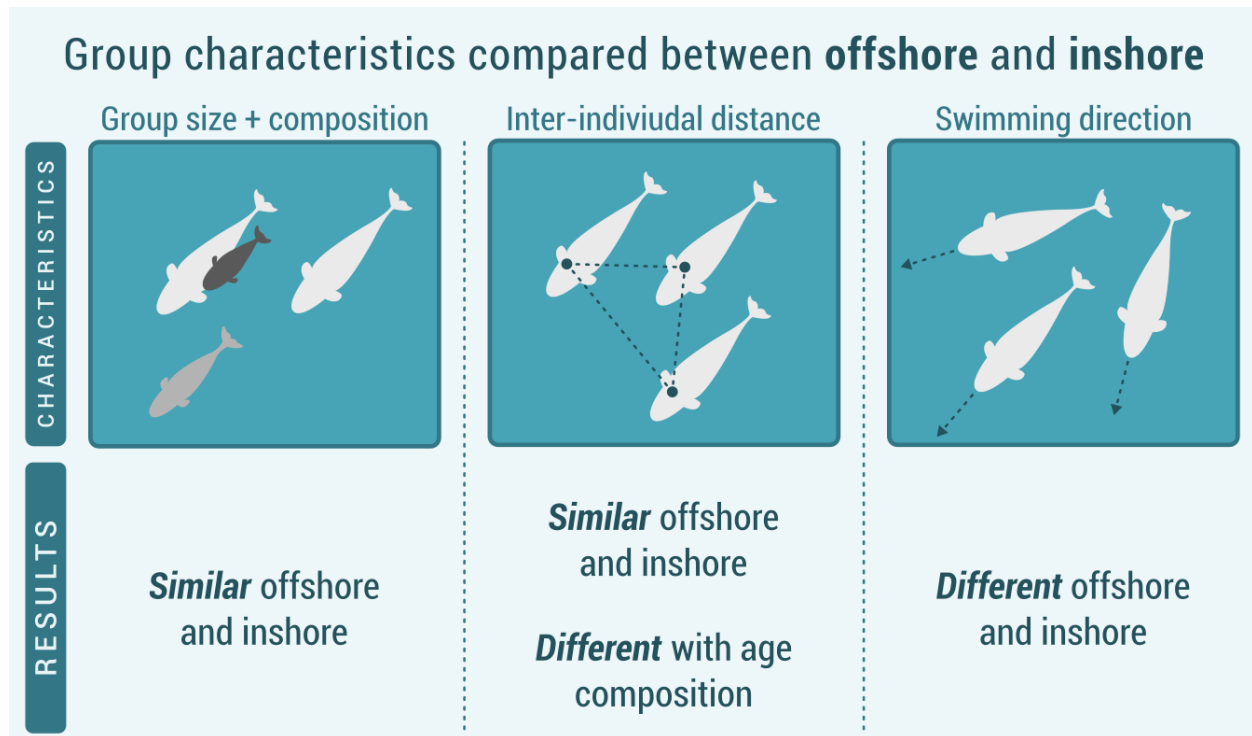 Group characteristics compared between offshore and inshore
Group size + composition
Inter-indiviudal distance
Swimming direction
CHARACTERISTICS
RESULTS
Similar offshore
and inshore
Similar offshore
and inshore
Different with age
composition
Different offshore
and inshore